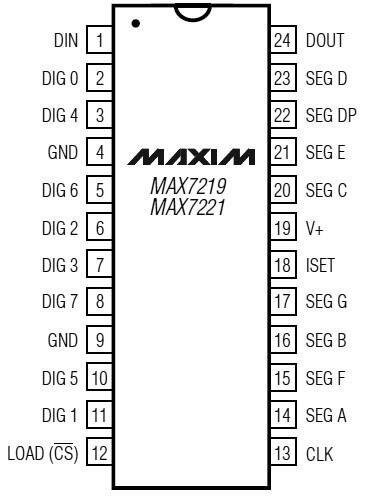 DIN 1 24 DOUT
DIG 0 2 23 SEG D
DIG 4 3 22 SEG DP
GND 4 MAXIM 21 SEG E
DIG 6 5 MAX7219 20 SEG C
DIG 2 6 MAX7221 19 V+
DIG 3 7 18 ISET
DIG 7 8 17 SEG G
GND 9 16 SEG B
DIG 5 10 15 SEG F
DIG 1 11 14 SEG A
LOAD (C̅S̅) 12 13 CLK